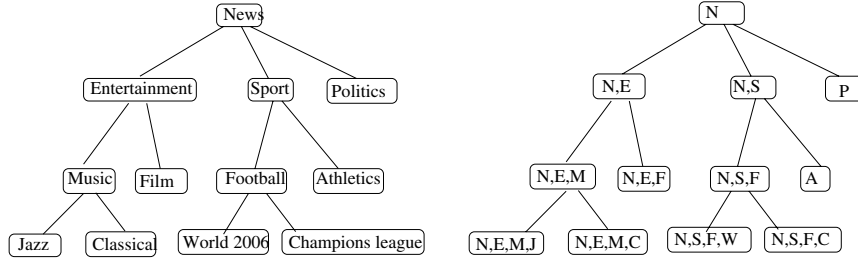 News
Entertainment
Sport
Politics
Music
Film
Football
Athletics
Jazz
Classical
World 2006
Champions league
N
N,E
N,S
P
N,E,M
N,E,F
N,S,F
A
N,E,M,J
N,E,M,C
N,S,F,W
N,S,F,C